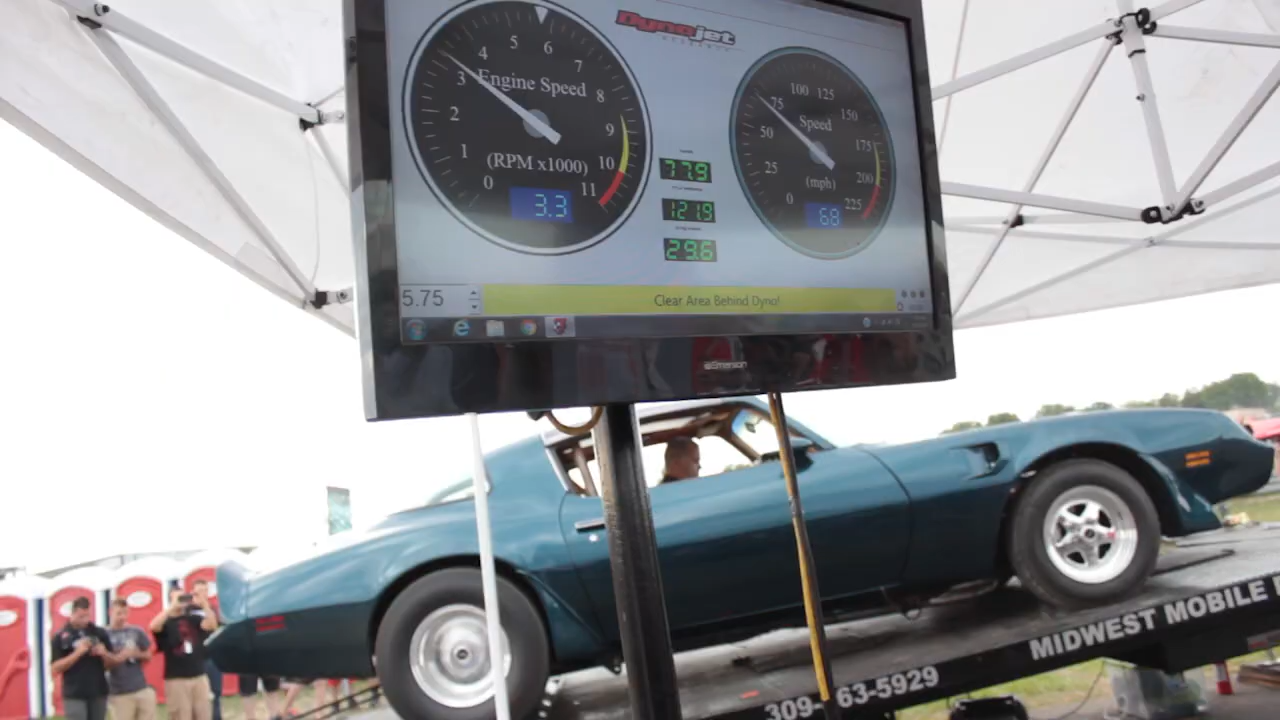 Dynojet
Engine Speed
(RPM x1000)
0 1 2 3 4 5 6 7 8 9 10 11
3.3
77.9
121.9
29.6
Speed
(mph)
0 25 50 75 100 125 150 175 200 225
68
5.75
Clear Area Behind Dyno!
Emerson
MIDWEST MOBILE
309- 63-5929